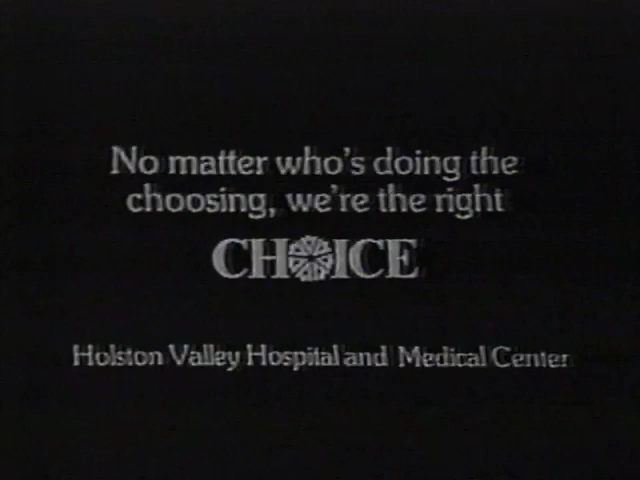 No matter who's doing the
choosing, we're the right
CHOICE
Holston Valley Hospital and Medical Center